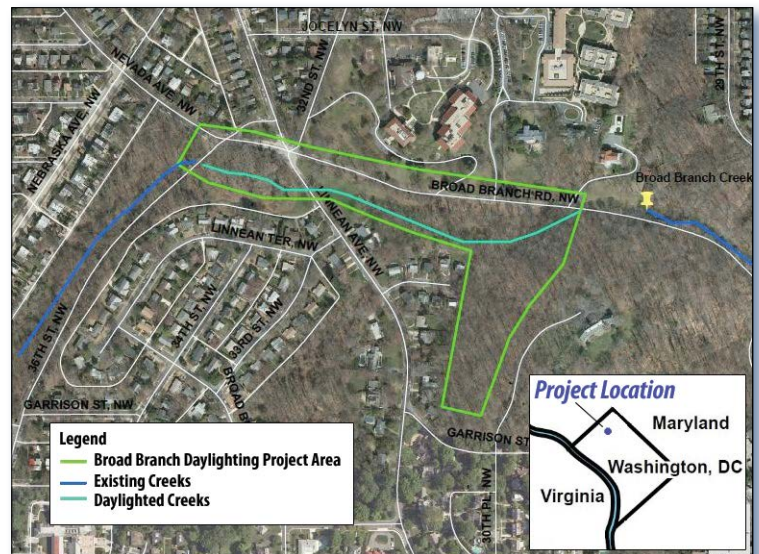 JOCELYN ST, NW
NEVADA AVE, NW
32ND ST, NW
29TH ST, NW
NEBRASKA AVE, NW
BROAD BRANCH RD, NW
Broad Branch Creek
LINNEAN AVE, NW
LINNEAN TER, NW
36TH ST, NW
34TH ST, NW
33RD ST, NW
BROAD
GARRISON ST, NW
GARRISON ST
30TH PL, NW
Legend
Broad Branch Daylighting Project Area
Existing Creeks
Daylighted Creeks
Project Location
Maryland
Washington, DC
Virginia